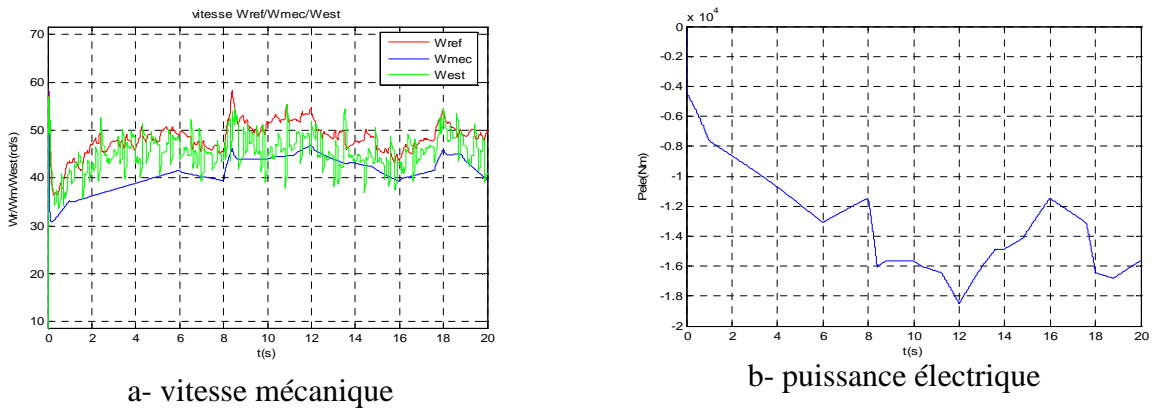 vitesse Wref/Wmec/West
70
60
50
40
30
20
10
Wr/Wm/West(rd/s)
Wref
Wmec
West
0 2 4 6 8 10 12 14 16 18 20
t(s)
a- vitesse mécanique
x 10^4
0
-0.2
-0.4
-0.6
-0.8
-1
-1.2
-1.4
-1.6
-1.8
-2
Pele(Nm)
0 2 4 6 8 10 12 14 16 18 20
t(s)
b- puissance électrique